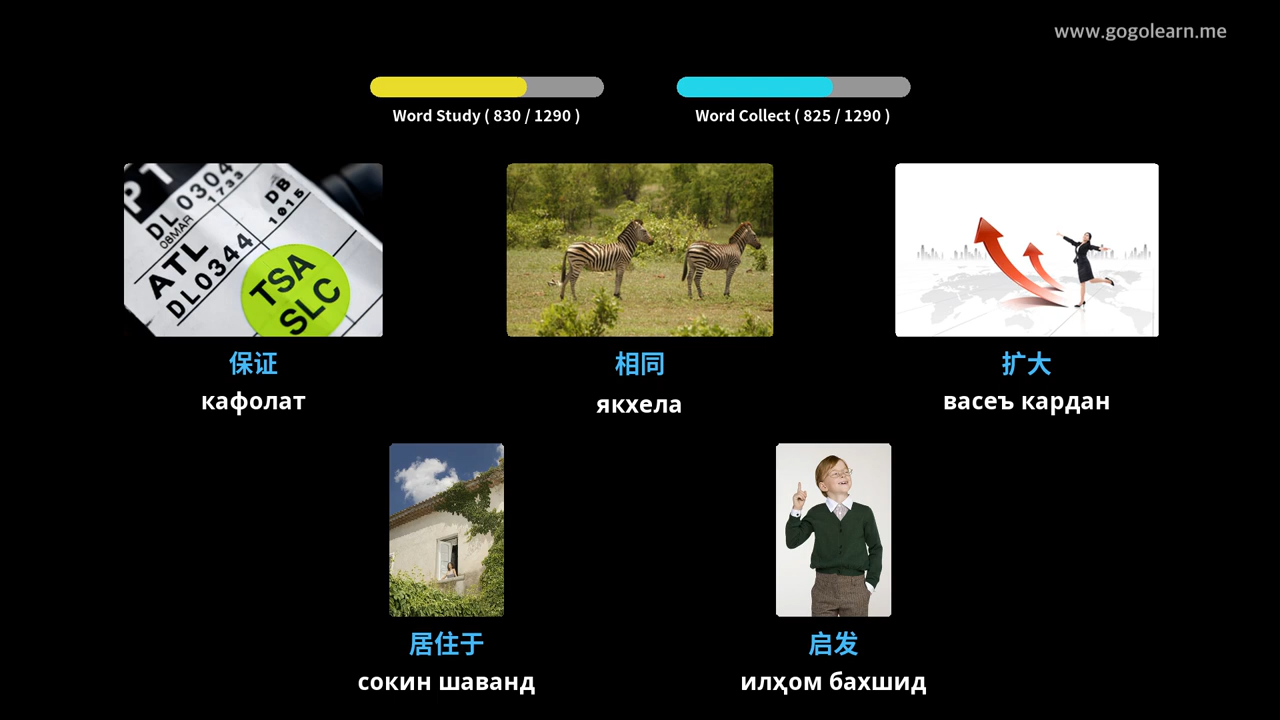 www.gogolearn.me
Word Study ( 830 / 1290 )
Word Collect ( 825 / 1290 )
PT
DL0304
1733
08MAR
DB
1015
ATL
DL0344
TSA
SLC
保证
相同
扩大
кафолат
якхела
васеъ кардан
居住于
启发
сокин шаванд
илҳом бахшид